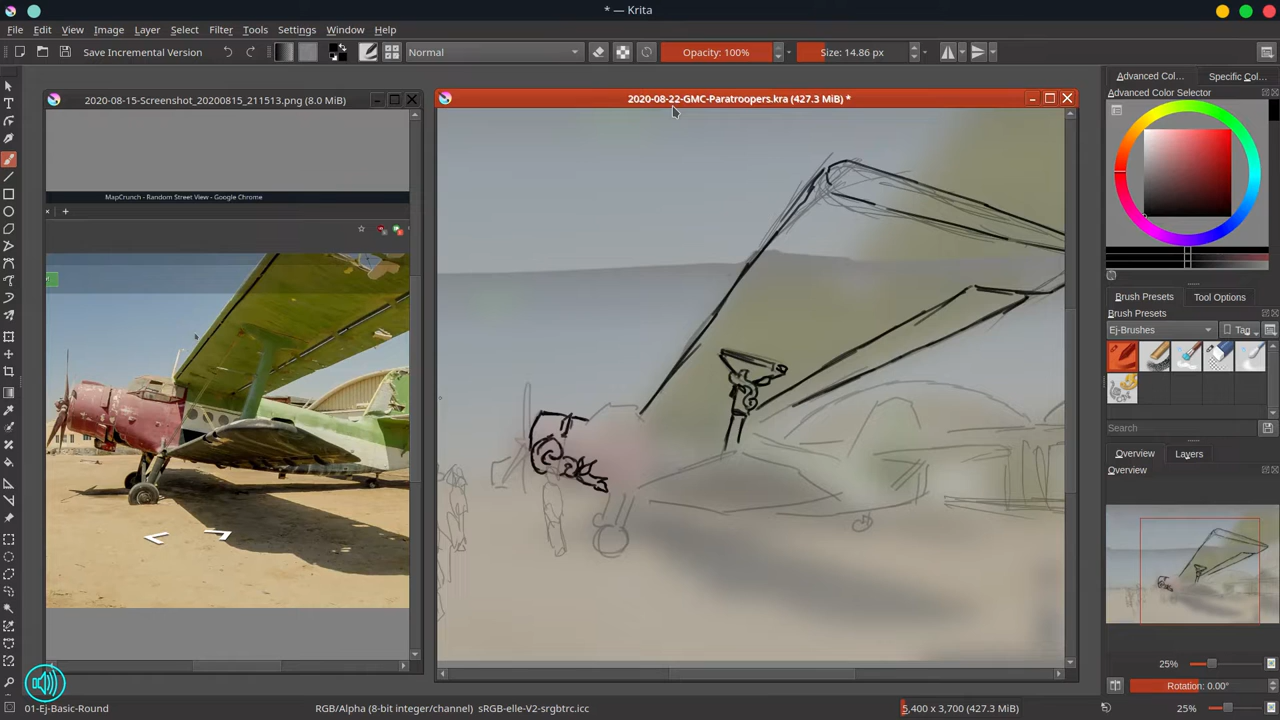 * — Krita
File Edit View Image Layer Select Filter Tools Settings Window Help
Save Incremental Version Normal Opacity: 100% Size: 14.86 px
2020-08-15-Screenshot_20200815_211513.png (8.0 MiB)
2020-08-22-GMC-Paratroopers.kra (427.3 MiB) *
MapCrunch - Random Street View - Google Chrome
Advanced Col... Specific Col...
Advanced Color Selector
Brush Presets Tool Options
Brush Presets
Ej-Brushes Tag
Search
Overview Layers
Overview
25%
Rotation: 0.00°
01-Ej-Basic-Round RGB/Alpha (8-bit integer/channel) sRGB-elle-V2-srgbtrc.icc 5,400 x 3,700 (427.3 MiB) 25%